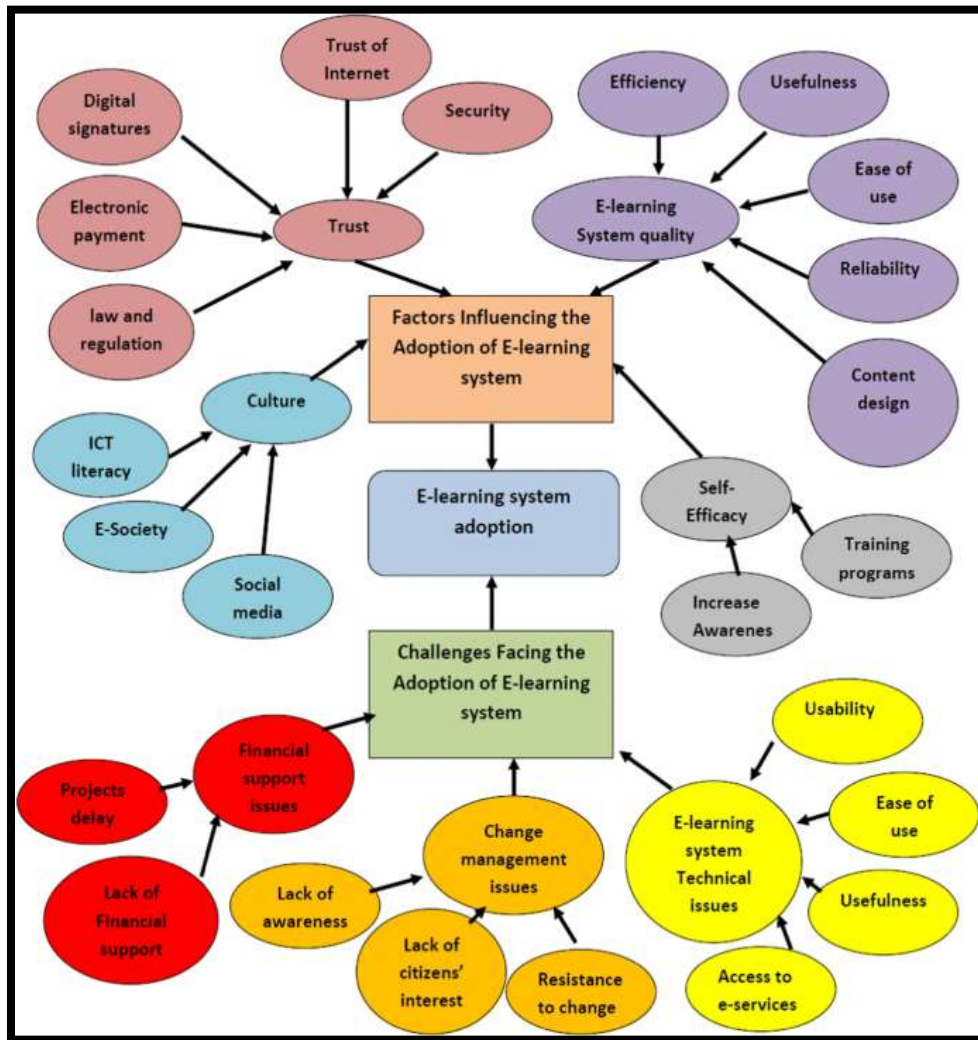 Trust of
Internet
Efficiency
Usefulness
Digital
signatures
Security
Ease of
use
Electronic
payment
Trust
E-learning
System quality
Reliability
law and
regulation
Factors Influencing the
Adoption of E-learning
system
Content
design
Culture
ICT
literacy
E-Society
Social
media
E-learning system
adoption
Self-
Efficacy
Training
programs
Increase
Awarenes
Challenges Facing the
Adoption of E-learning
system
Usability
Financial
support
issues
Projects
delay
Lack of
Financial
support
Change
management
issues
Lack of
awareness
Lack of
citizens’
interest
Resistance
to change
E-learning
system
Technical
issues
Ease of
use
Usefulness
Access to
e-services